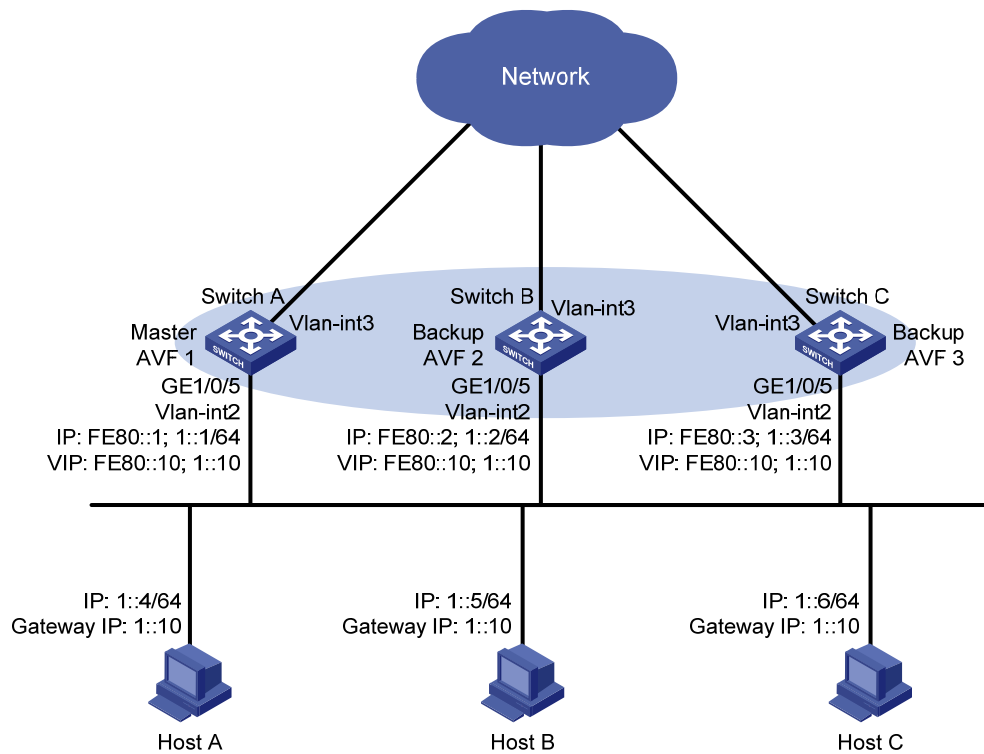 Network
Switch A
Vlan-int3
Master
AVF 1
SWITCH
GE1/0/5
Vlan-int2
IP: FE80::1; 1::1/64
VIP: FE80::10; 1::10
Switch B
Vlan-int3
Backup
AVF 2
SWITCH
GE1/0/5
Vlan-int2
IP: FE80::2; 1::2/64
VIP: FE80::10; 1::10
Switch C
Vlan-int3
Backup
AVF 3
SWITCH
GE1/0/5
Vlan-int2
IP: FE80::3; 1::3/64
VIP: FE80::10; 1::10
IP: 1::4/64
Gateway IP: 1::10
Host A
IP: 1::5/64
Gateway IP: 1::10
Host B
IP: 1::6/64
Gateway IP: 1::10
Host C